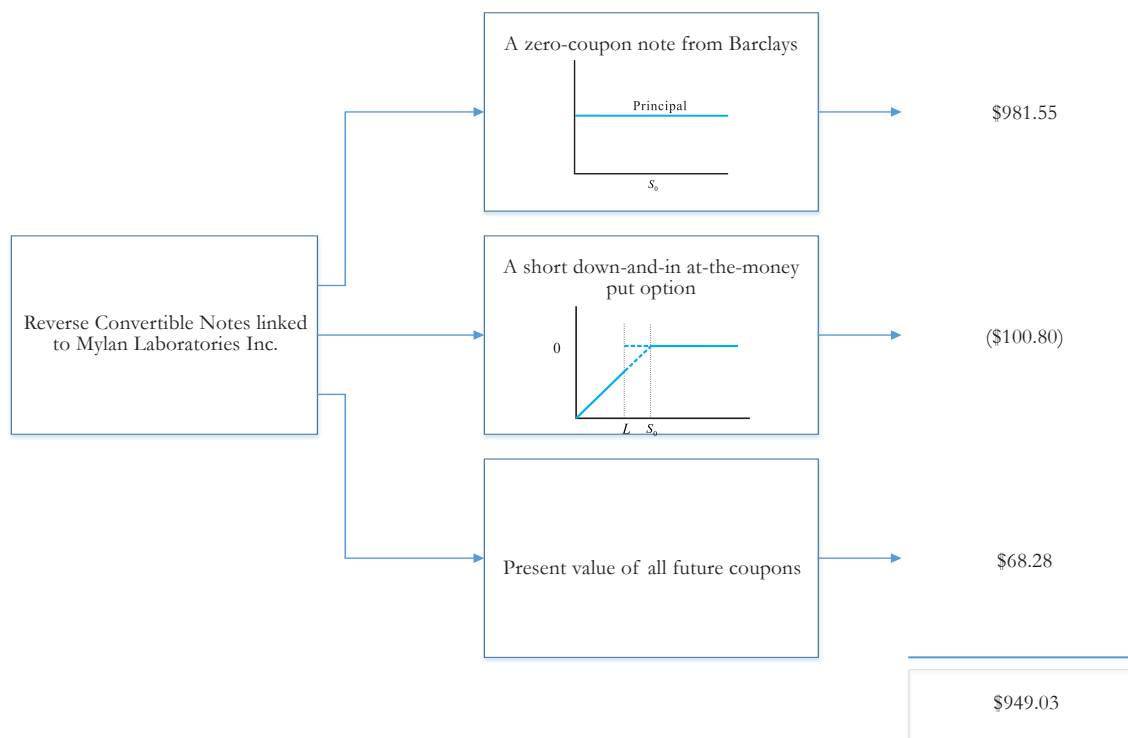 A zero-coupon note from Barclays
Principal
S₀
$981.55
Reverse Convertible Notes linked
to Mylan Laboratories Inc.
A short down-and-in at-the-money
put option
0
L S₀
($100.80)
Present value of all future coupons
$68.28
$949.03